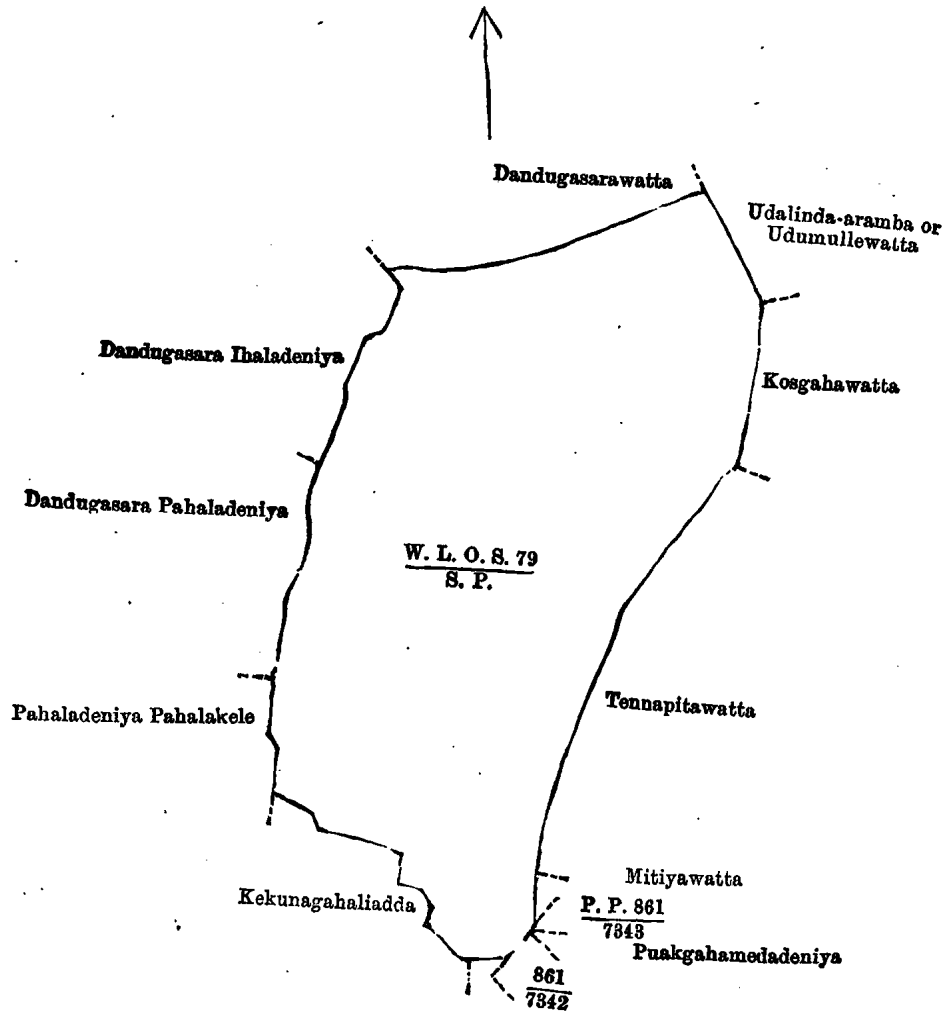 Dandugasarawatta
Udalinda-aramba or
Udumullewatta
Dandugasara Ihaladeniya
Kosgahawatta
Dandugasara Pahaladeniya
W. L. O. S. 79
S. P.
Tennapitawatta
Pahaladeniya Pahalakele
Mitiyawatta
Kekunagahaliadda
P. P. 861
7343
Puakgahamedadeniya
861
7342